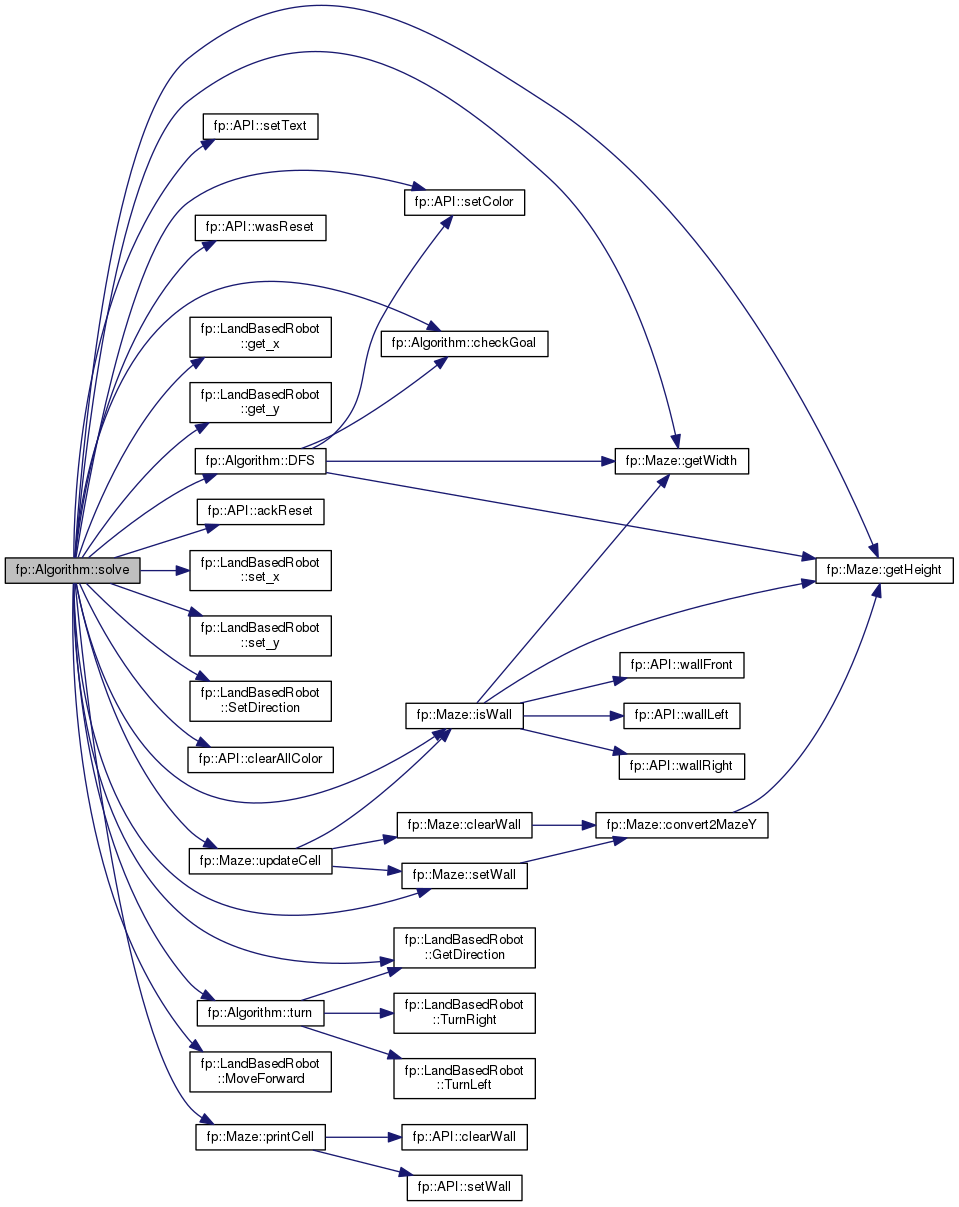 fp::API::setText
fp::API::setColor
fp::API::wasReset
fp::LandBasedRobot
::get_x
fp::Algorithm::checkGoal
fp::LandBasedRobot
::get_y
fp::Algorithm::DFS
fp::Maze::getWidth
fp::API::ackReset
fp::Algorithm::solve
fp::LandBasedRobot
::set_x
fp::Maze::getHeight
fp::LandBasedRobot
::set_y
fp::API::wallFront
fp::LandBasedRobot
::SetDirection
fp::Maze::isWall
fp::API::wallLeft
fp::API::clearAllColor
fp::API::wallRight
fp::Maze::clearWall
fp::Maze::convert2MazeY
fp::Maze::updateCell
fp::Maze::setWall
fp::LandBasedRobot
::GetDirection
fp::Algorithm::turn
fp::LandBasedRobot
::TurnRight
fp::LandBasedRobot
::MoveForward
fp::LandBasedRobot
::TurnLeft
fp::Maze::printCell
fp::API::clearWall
fp::API::setWall